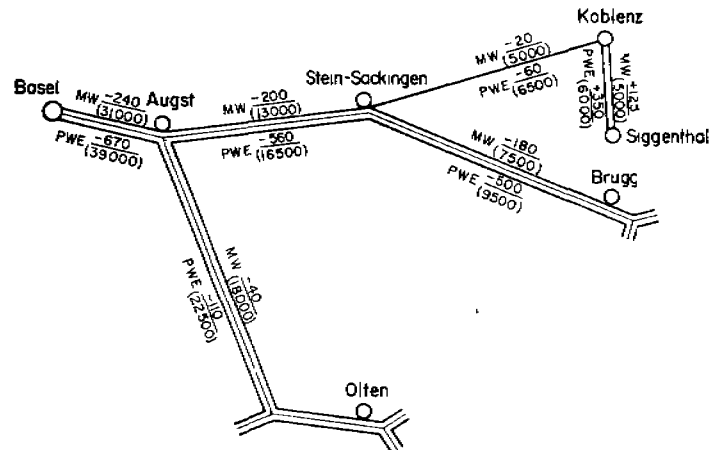 Koblenz
MW -20
(5000)
PWE -60
(6500)
MW +125
(5000)
PWE +350
(6000)
Siggenthal
Stein-Säckingen
Basel
MW -240
(31000)
Augst
PWE -670
(39000)
MW -200
(13000)
PWE -560
(16500)
MW -180
(7500)
PWE -500
(9500)
Brugg
MW -40
(18000)
PWE -110
(22500)
Olten